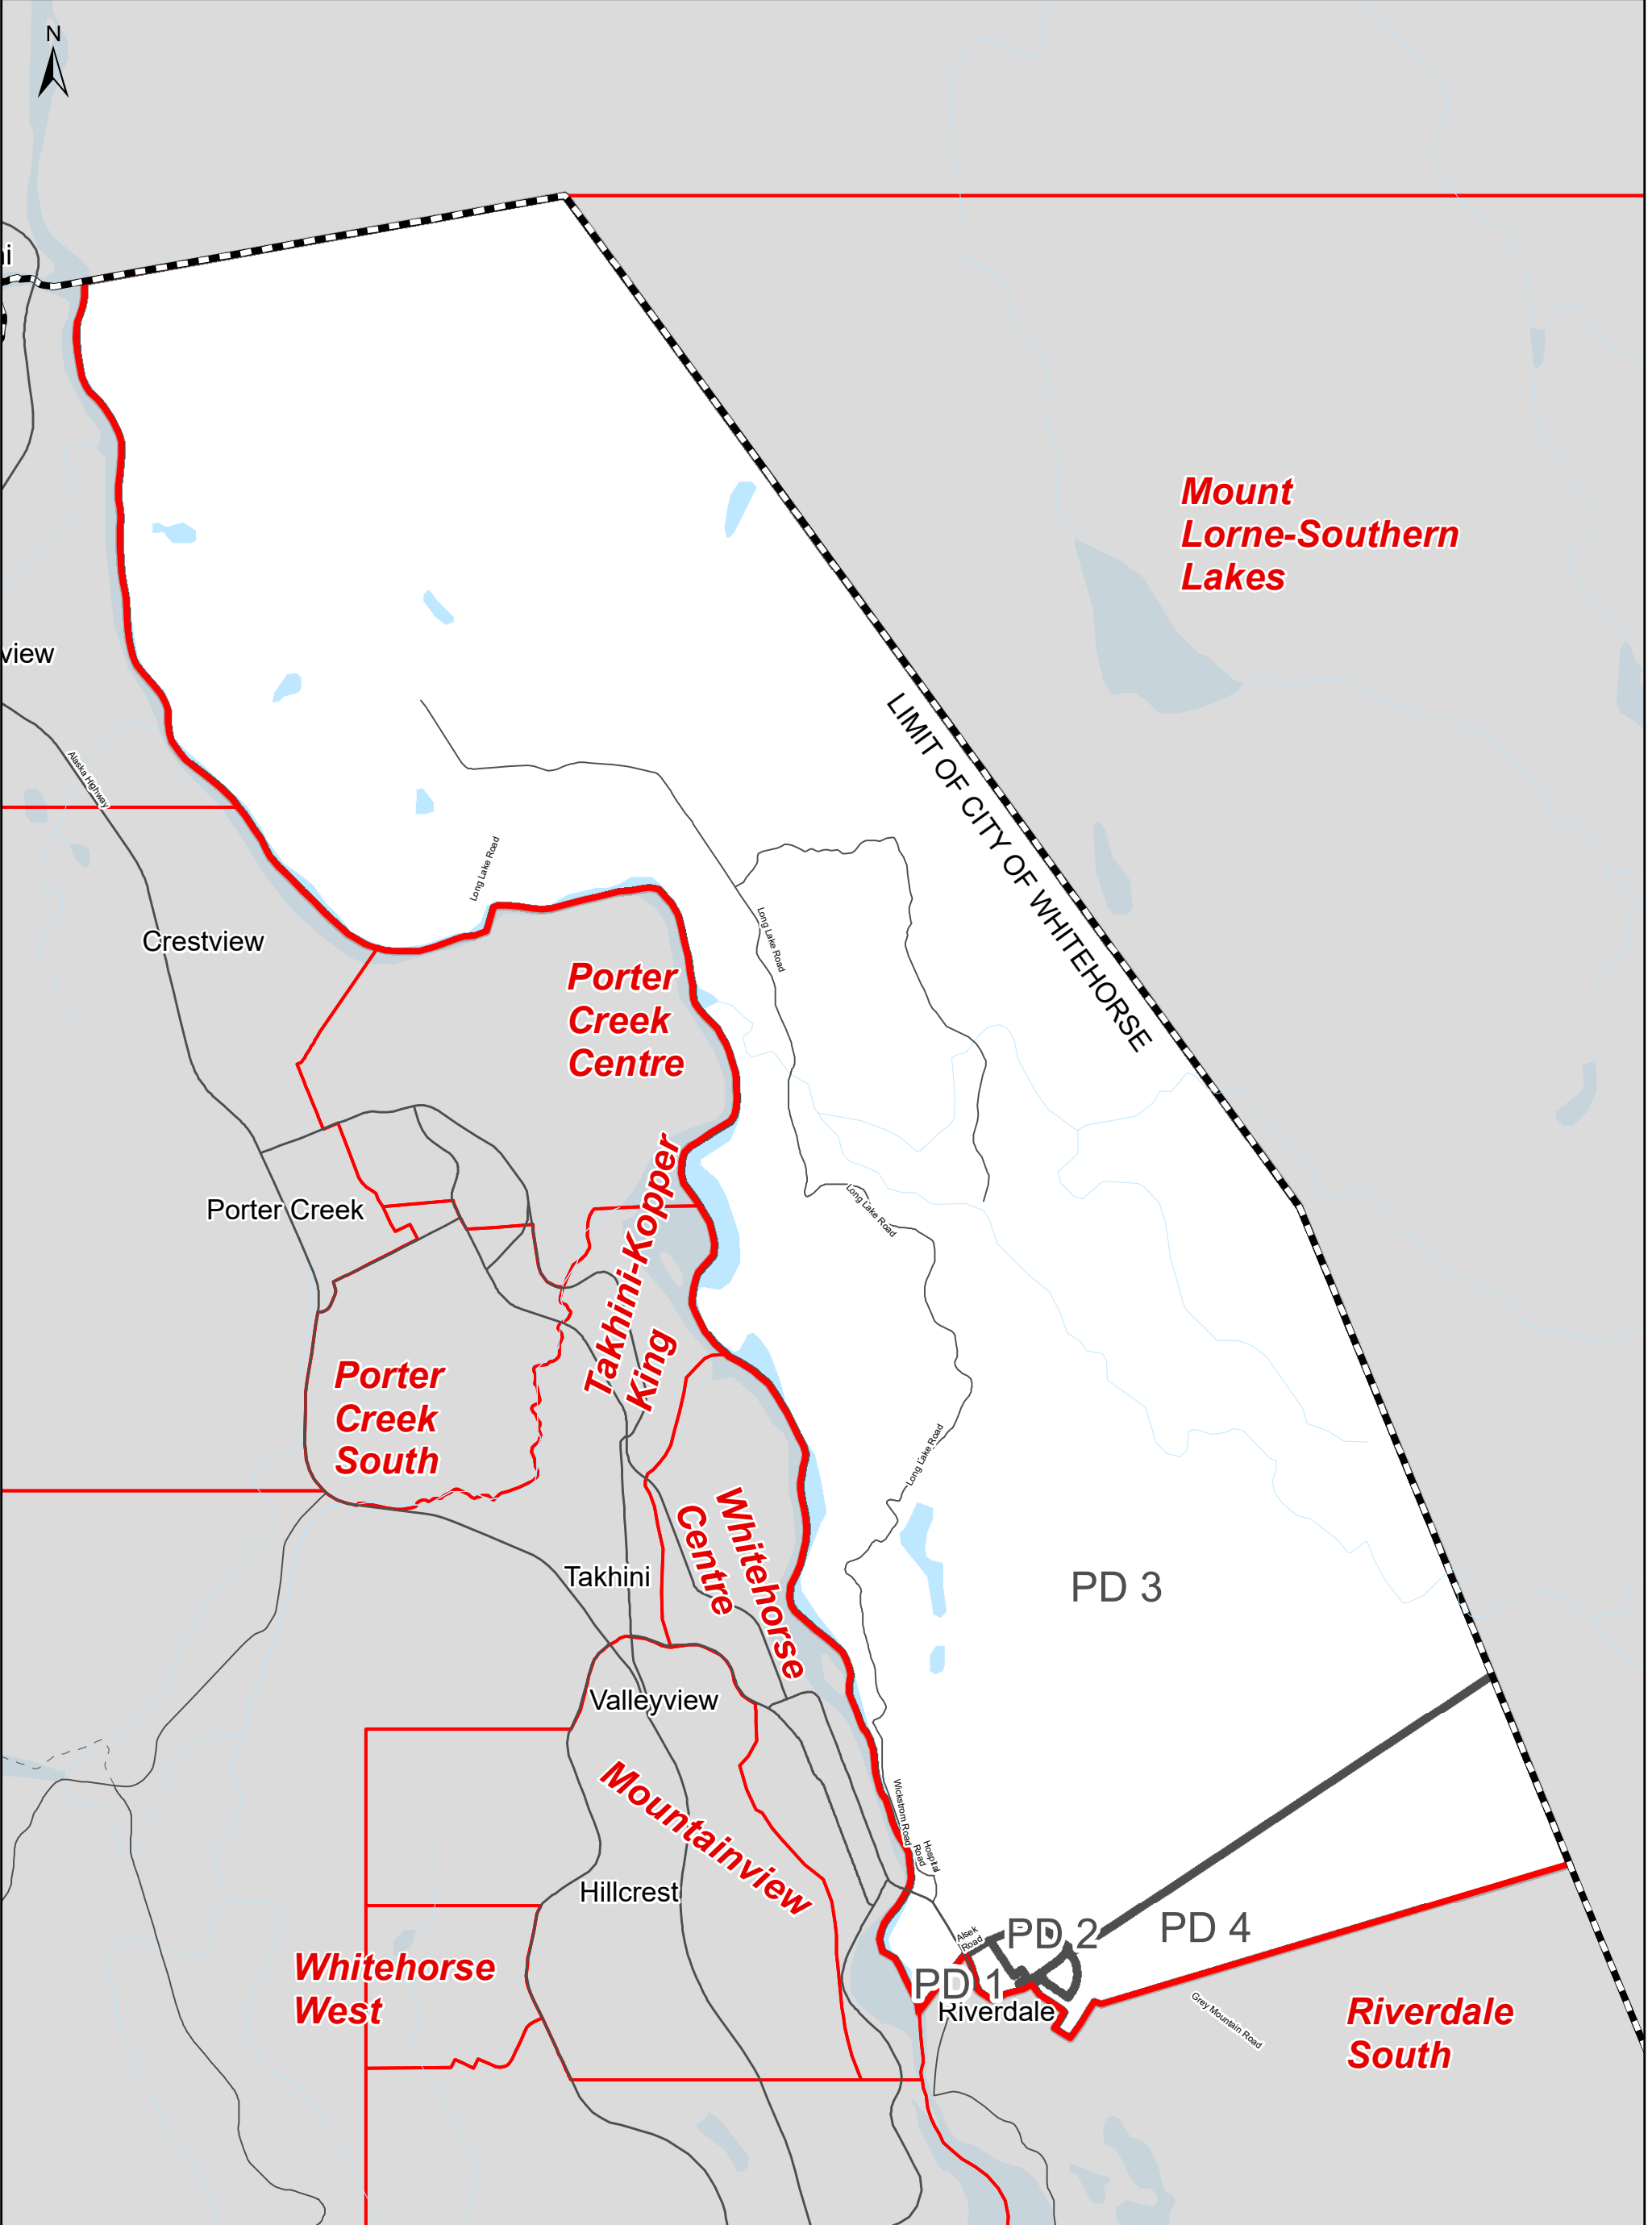 N
i
Mount
Lorne-Southern
Lakes
view
LIMIT OF CITY OF WHITEHORSE
Alaska Highway
Long Lake Road
Long Lake Road
Crestview
Porter
Creek
Centre
Takhini-Kopper
King
Porter Creek
Long Lake Road
Porter
Creek
South
Long Lake Road
Whitehorse
Centre
Takhini
PD 3
Valleyview
Mountainview
Wickstrom Road
Hospital
Road
Hillcrest
Alsek
Road
PD 2
PD 4
PD 1
Riverdale
Whitehorse
West
Grey Mountain Road
Riverdale
South